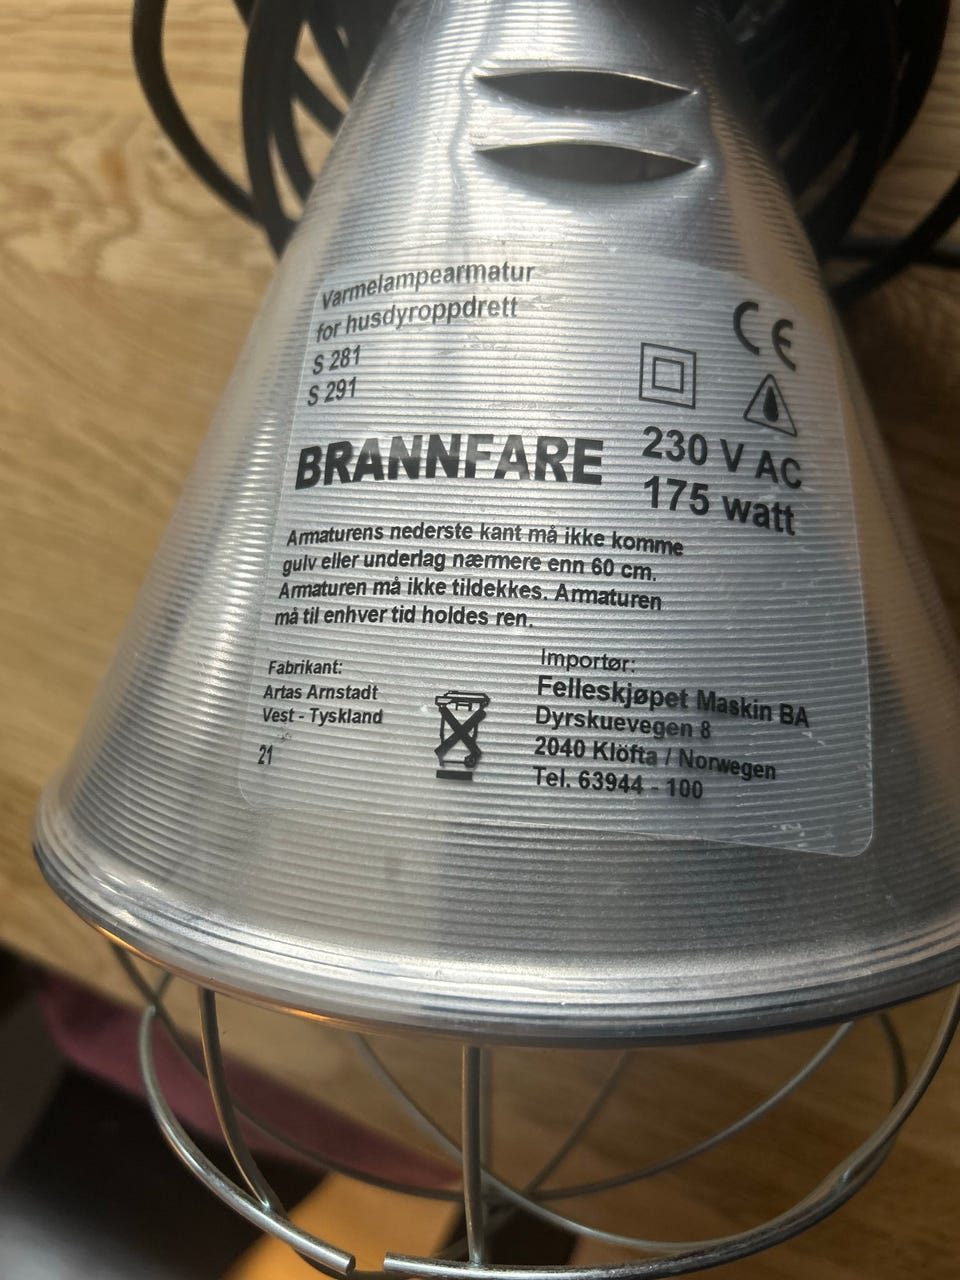 Varmelampearmatur
for husdyroppdrett
S 281
S 291
CE
BRANNFARE
230 V AC
175 watt
Armaturens nederste kant må ikke komme
gulv eller underlag nærmere enn 60 cm.
Armaturen må ikke tildekkes. Armaturen
må til enhver tid holdes ren.
Fabrikant:
Artas Arnstadt
Vest - Tyskland
21
Importør:
Felleskjøpet Maskin BA
Dyrskuevegen 8
2040 Klöfta / Norwegen
Tel. 63944 - 100